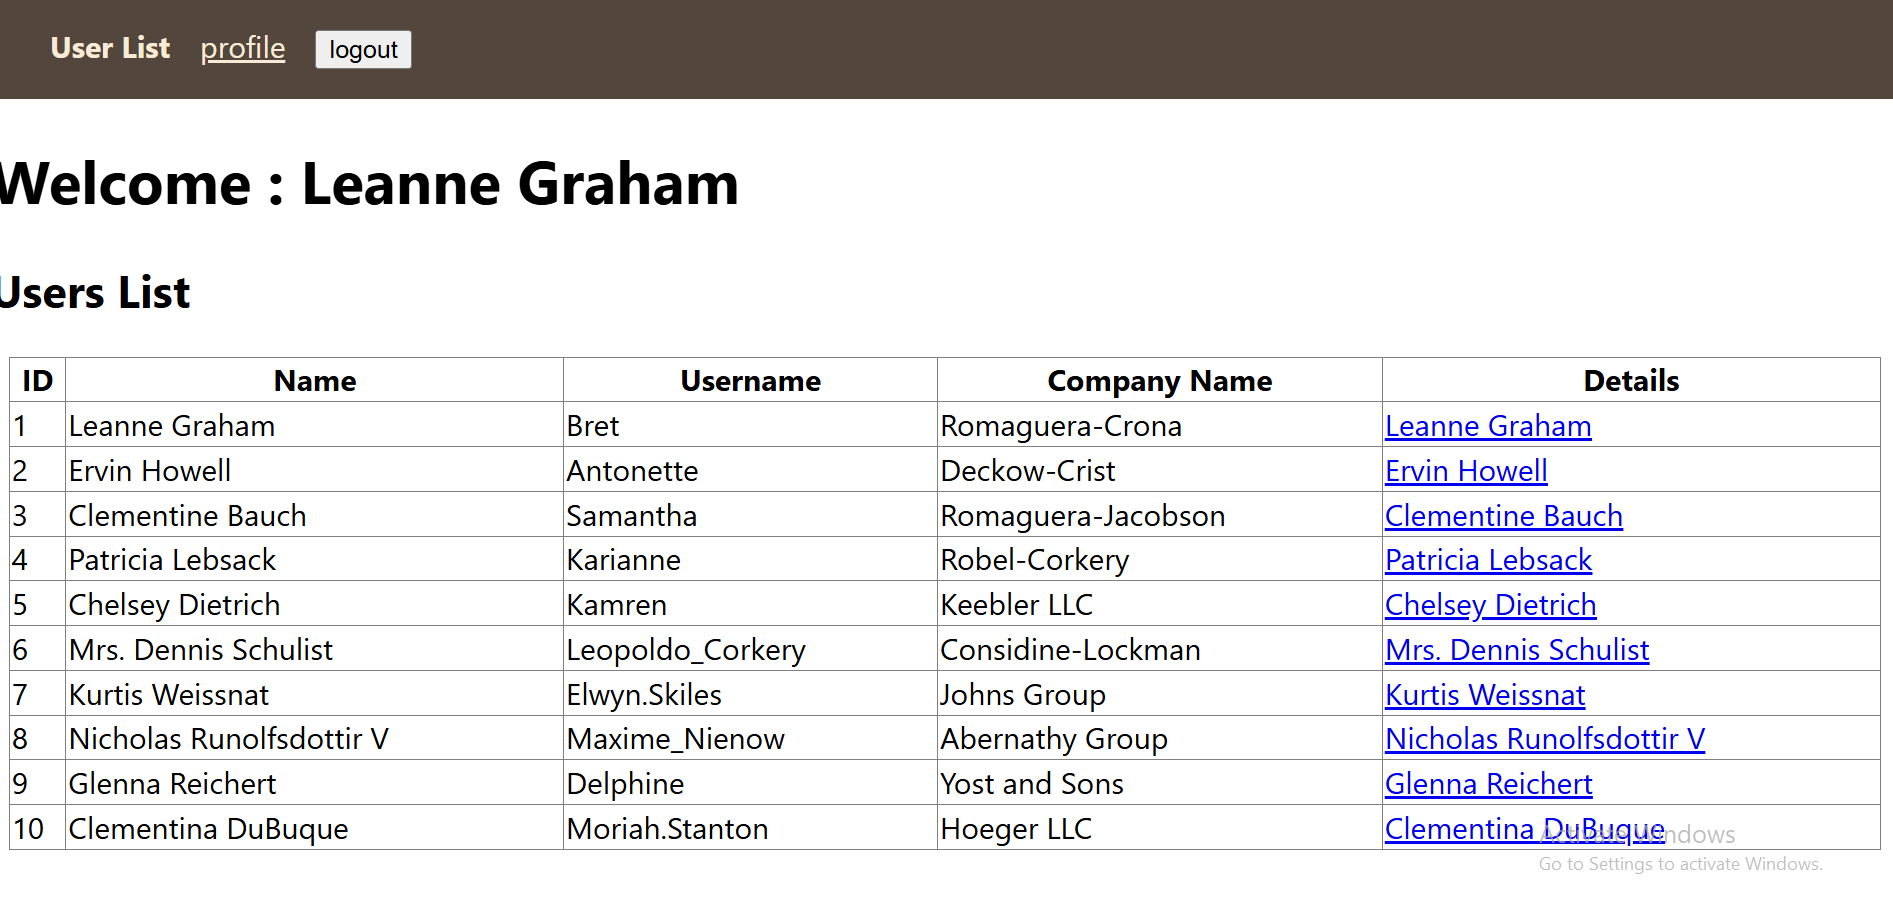 User List profile logout
Welcome : Leanne Graham
Users List
ID Name Username Company Name Details
1 Leanne Graham Bret Romaguera-Crona Leanne Graham
2 Ervin Howell Antonette Deckow-Crist Ervin Howell
3 Clementine Bauch Samantha Romaguera-Jacobson Clementine Bauch
4 Patricia Lebsack Karianne Robel-Corkery Patricia Lebsack
5 Chelsey Dietrich Kamren Keebler LLC Chelsey Dietrich
6 Mrs. Dennis Schulist Leopoldo_Corkery Considine-Lockman Mrs. Dennis Schulist
7 Kurtis Weissnat Elwyn.Skiles Johns Group Kurtis Weissnat
8 Nicholas Runolfsdottir V Maxime_Nienow Abernathy Group Nicholas Runolfsdottir V
9 Glenna Reichert Delphine Yost and Sons Glenna Reichert
10 Clementina DuBuque Moriah.Stanton Hoeger LLC Clementina DuBuque
Activate Windows
Go to Settings to activate Windows.